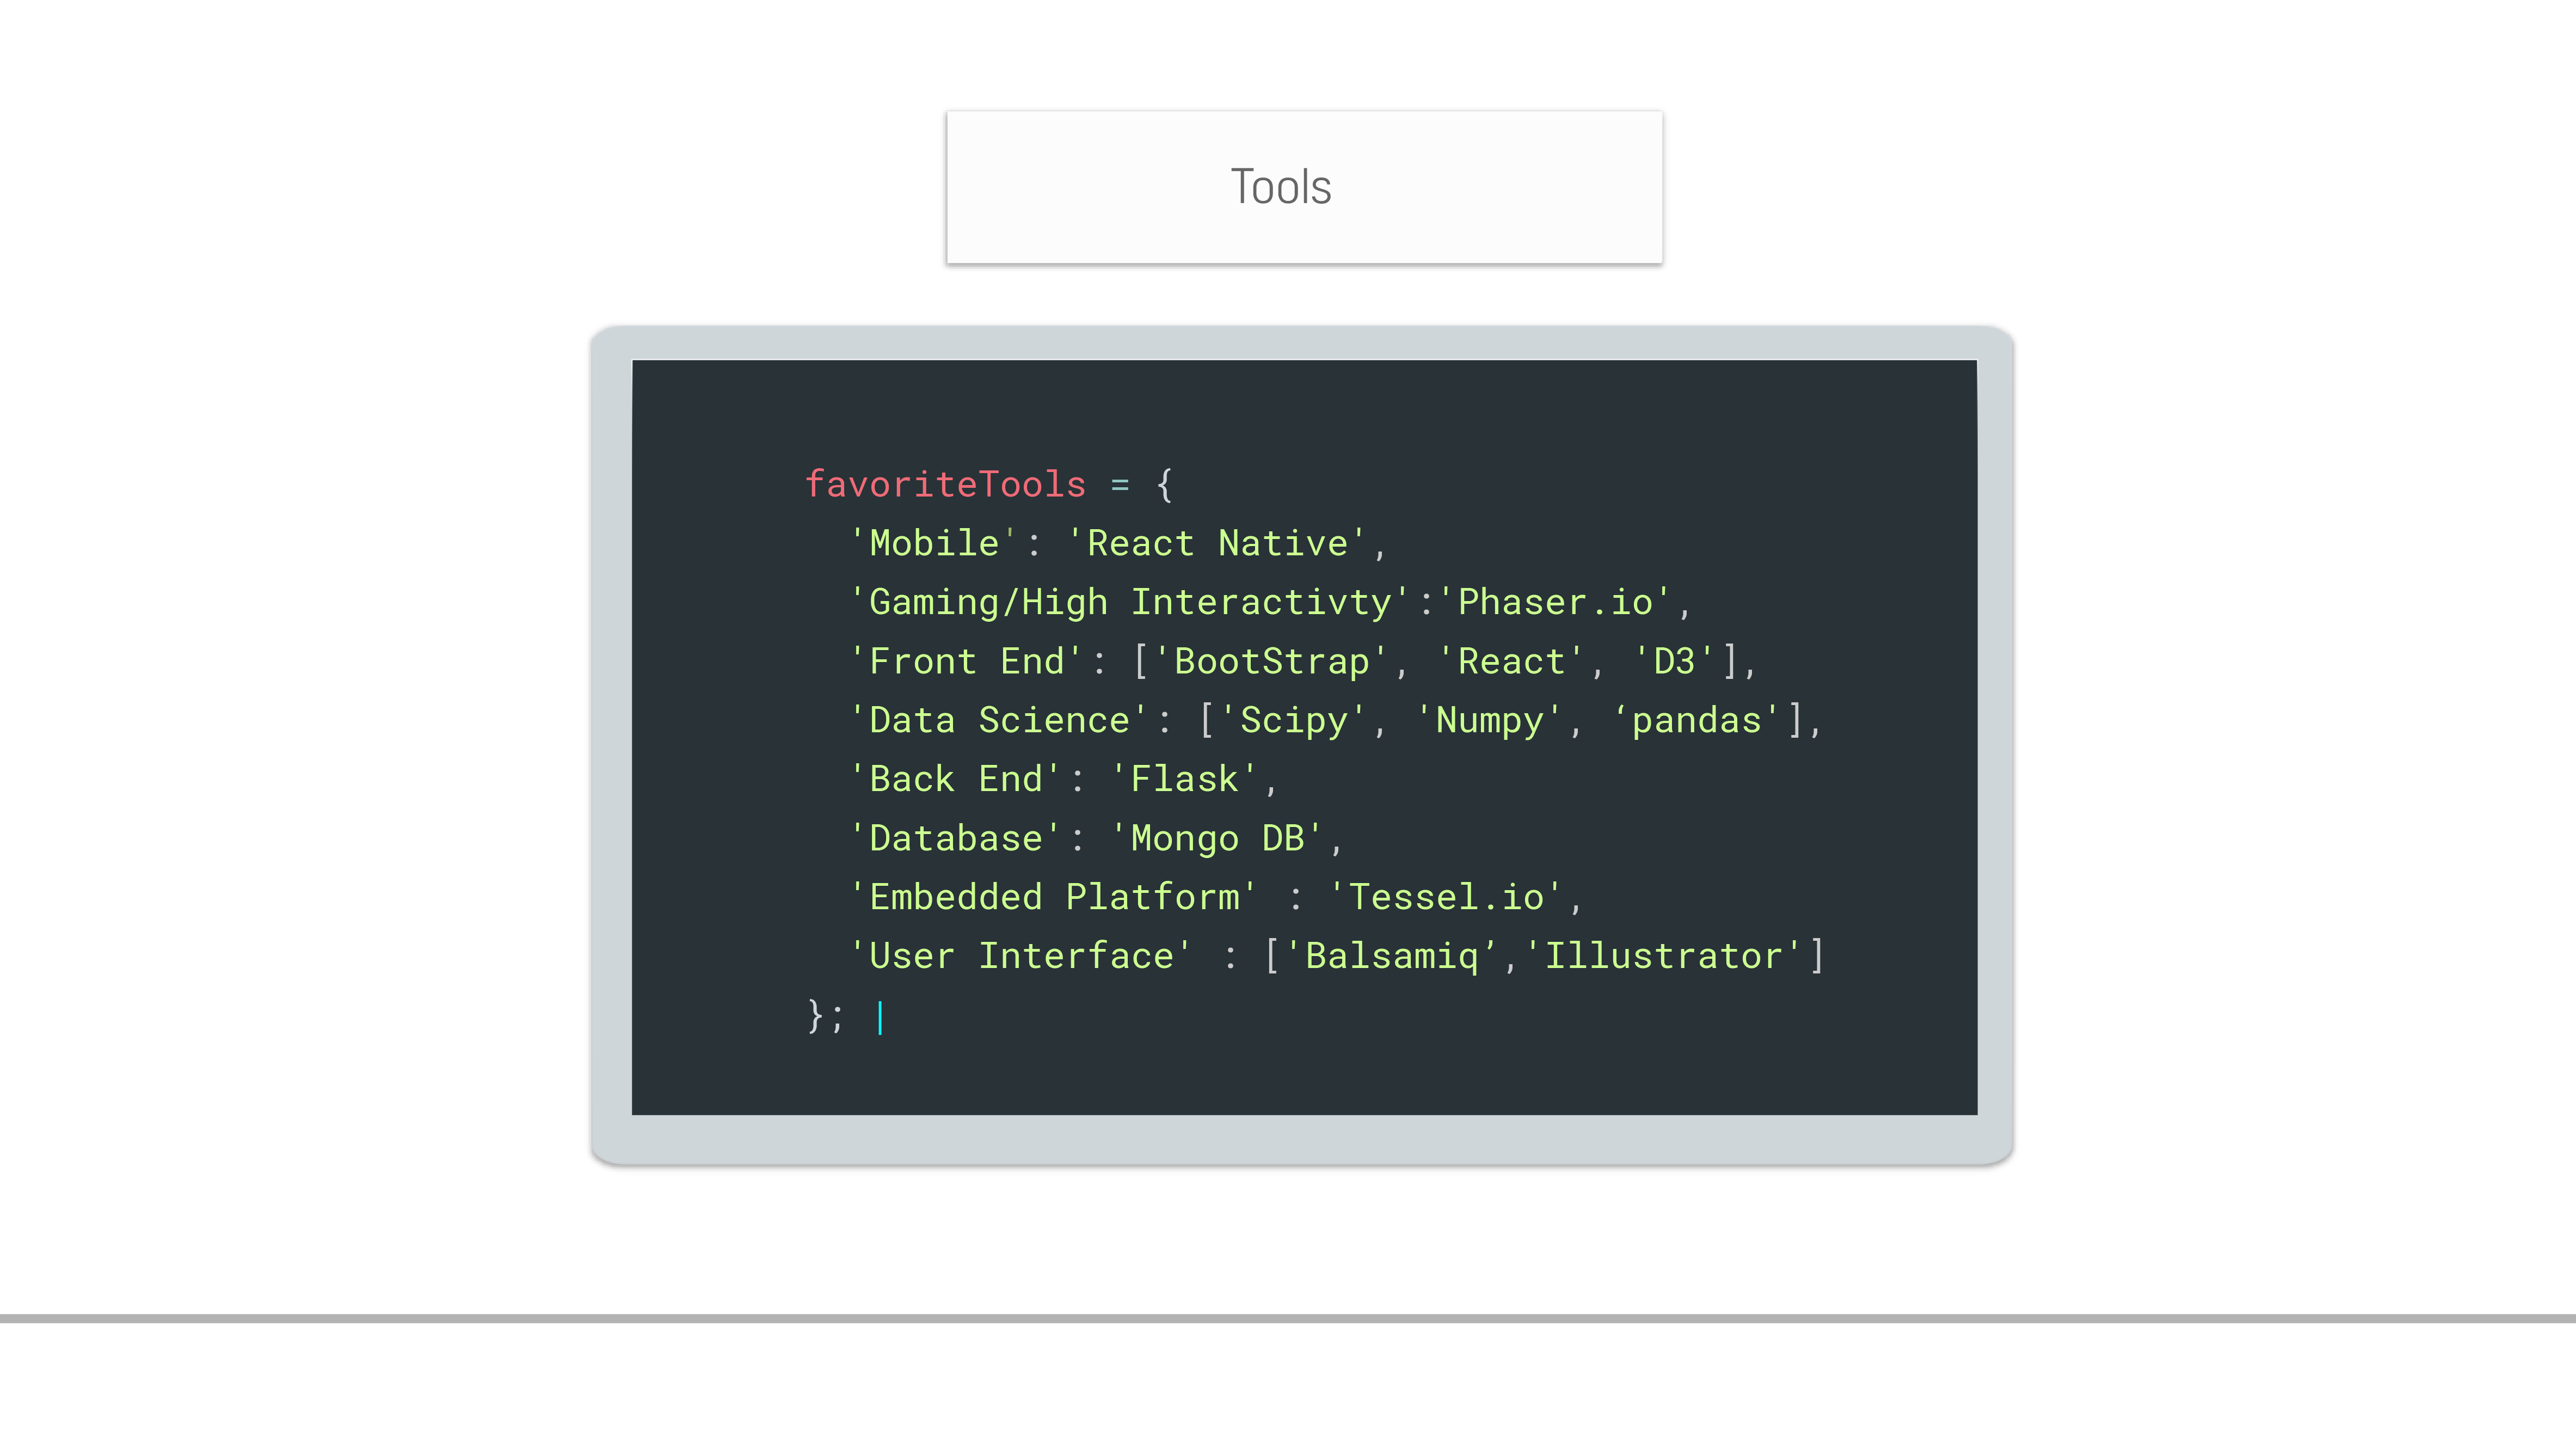 Tools
favoriteTools = {
'Mobile': 'React Native',
'Gaming/High Interactivty':'Phaser.io',
'Front End': ['BootStrap', 'React', 'D3'],
'Data Science': ['Scipy', 'Numpy', ‘pandas'],
'Back End': 'Flask',
'Database': 'Mongo DB',
'Embedded Platform' : 'Tessel.io',
'User Interface' : ['Balsamiq’,'Illustrator']
}; |